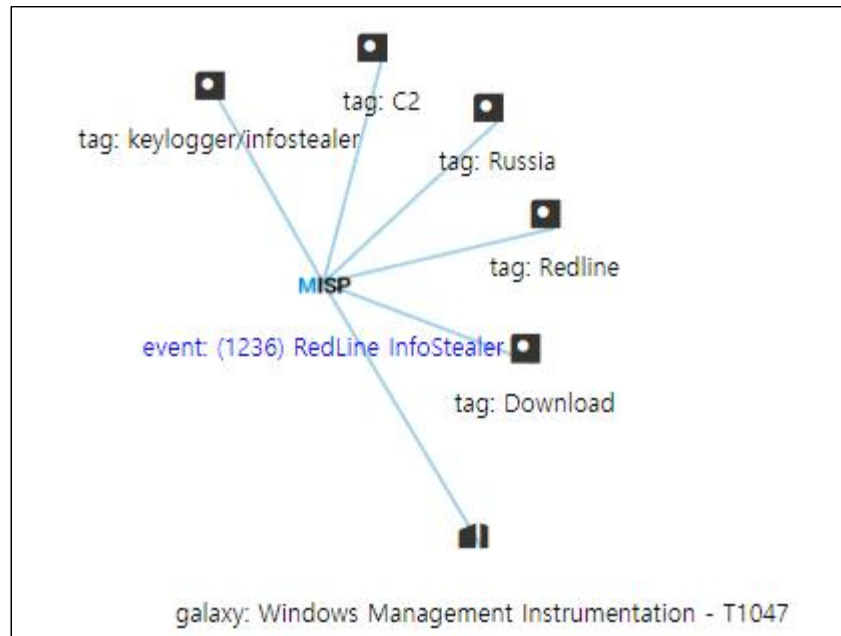 tag: C2
tag: keylogger/infostealer
tag: Russia
tag: Redline
MISP
event: (1236) RedLine InfoStealer
tag: Download
galaxy: Windows Management Instrumentation - T1047